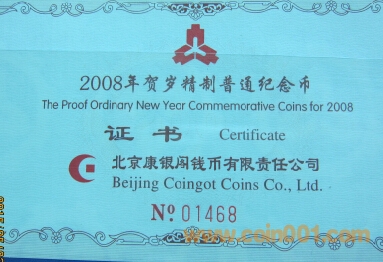 2008年贺岁精制普通纪念币
The Proof Ordinary New Year Commemorative Coins for 2008
证书 Certificate
北京康银阁钱币有限责任公司
Beijing Coingot Coins Co., Ltd.
№ 01468
www.coin001.com